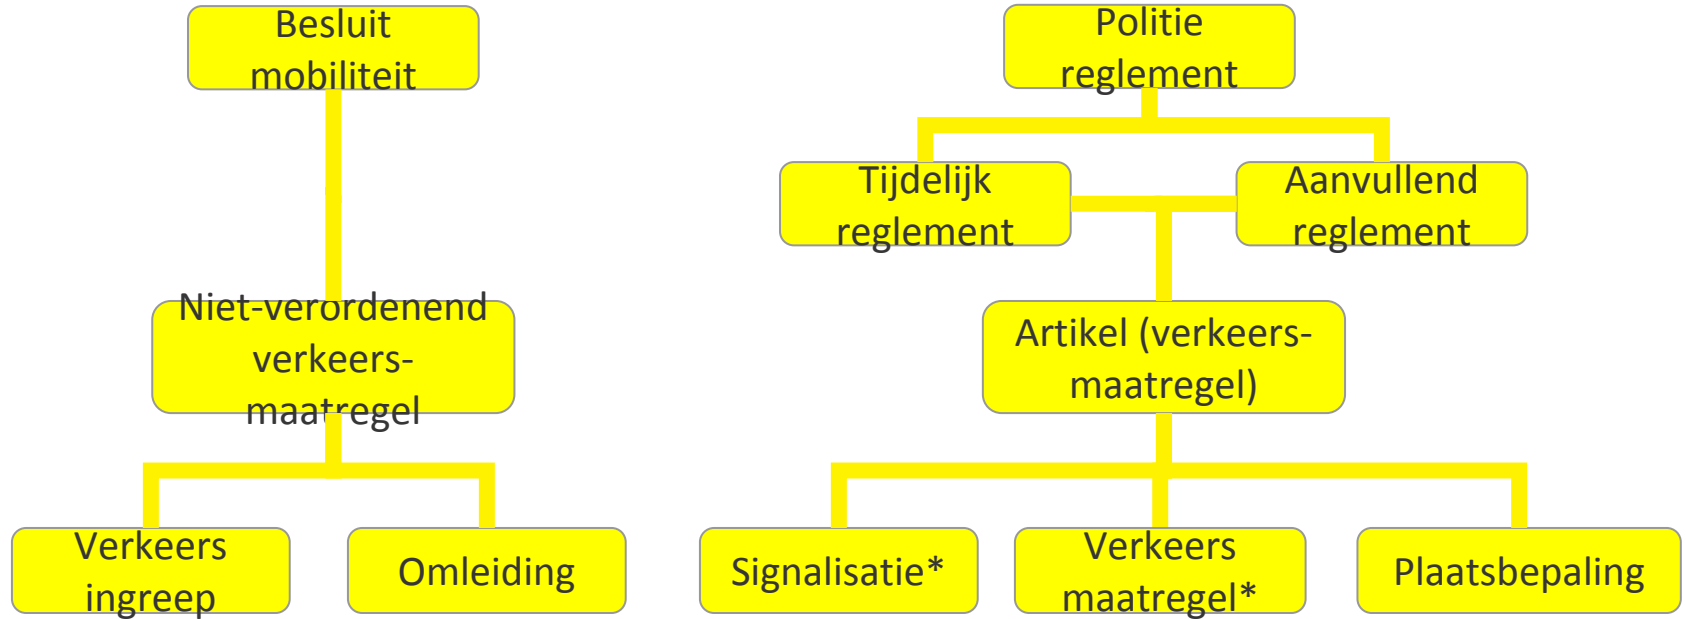 Besluit
mobiliteit
Politie
reglement
Tijdelijk
reglement
Aanvullend
reglement
Niet-verordenend
verkeers-
maatregel
Artikel (verkeers-
maatregel)
Verkeers
ingreep
Omleiding
Signalisatie*
Verkeers
maatregel*
Plaatsbepaling